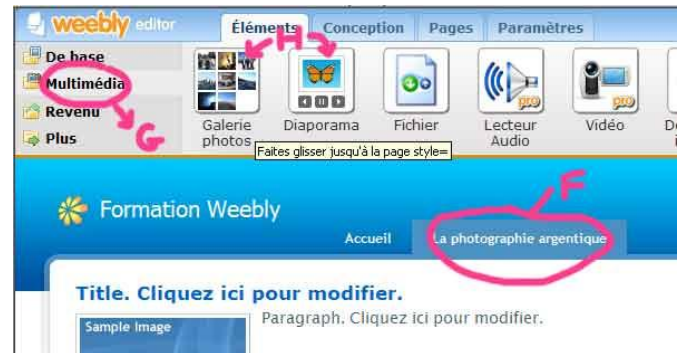 weebly editor
Éléments Conception Pages Paramètres
H
De base
Multimédia
Revenu
Plus
G
Galerie photos
Diaporama
Fichier
Lecteur Audio
pro
Vidéo
pro
Faites glisser jusqu'à la page style=
F
Formation Weebly
Accueil
La photographie argentique
Title. Cliquez ici pour modifier.
Sample Image
Paragraph. Cliquez ici pour modifier.